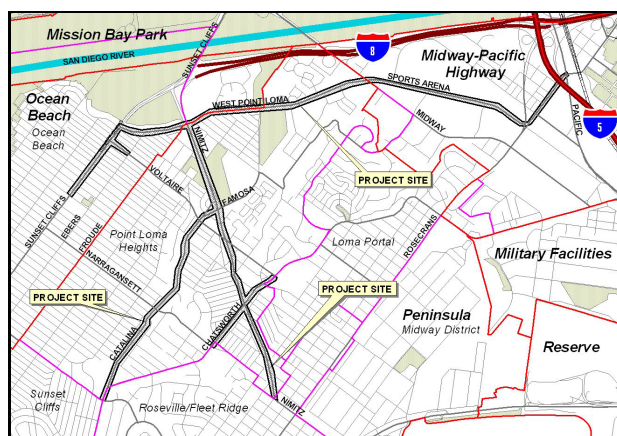 Mission Bay Park
SAN DIEGO RIVER
SUNSET CLIFFS
8
Midway-Pacific
Highway
SPORTS ARENA
WEST POINT LOMA
Ocean
Beach
Ocean
Beach
NIMITZ
MIDWAY
PACIFIC
5
PROJECT SITE
VOLTAIRE
FAMOSA
SUNSET CLIFFS
EBERS
FROUDE
Point Loma
Heights
NARRAGANSETT
Loma Portal
ROSECRANS
Military Facilities
PROJECT SITE
PROJECT SITE
CATALINA
CHATSWORTH
Peninsula
Midway District
Reserve
Sunset
Cliffs
Roseville/Fleet Ridge
NIMITZ